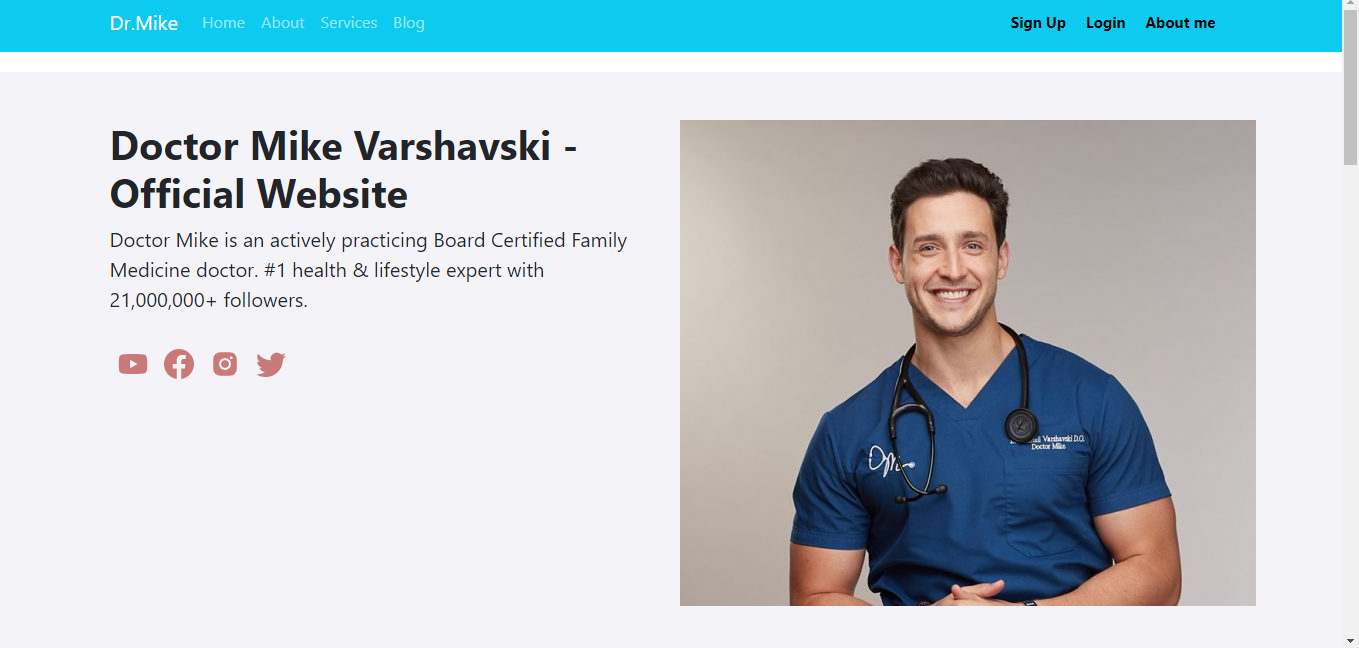 Dr.Mike Home About Services Blog Sign Up Login About me
Doctor Mike Varshavski -
Official Website
Doctor Mike is an actively practicing Board Certified Family
Medicine doctor. #1 health & lifestyle expert with
21,000,000+ followers.
Varshavski D.O.
Doctor Mike